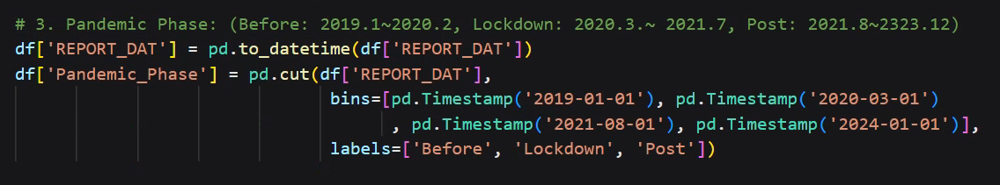 # 3. Pandemic Phase: (Before: 2019.1~2020.2, Lockdown: 2020.3.~ 2021.7, Post: 2021.8~2323.12)
df['REPORT_DAT'] = pd.to_datetime(df['REPORT_DAT'])
df['Pandemic_Phase'] = pd.cut(df['REPORT_DAT'],
bins=[pd.Timestamp('2019-01-01'), pd.Timestamp('2020-03-01')
, pd.Timestamp('2021-08-01'), pd.Timestamp('2024-01-01')],
labels=['Before', 'Lockdown', 'Post'])